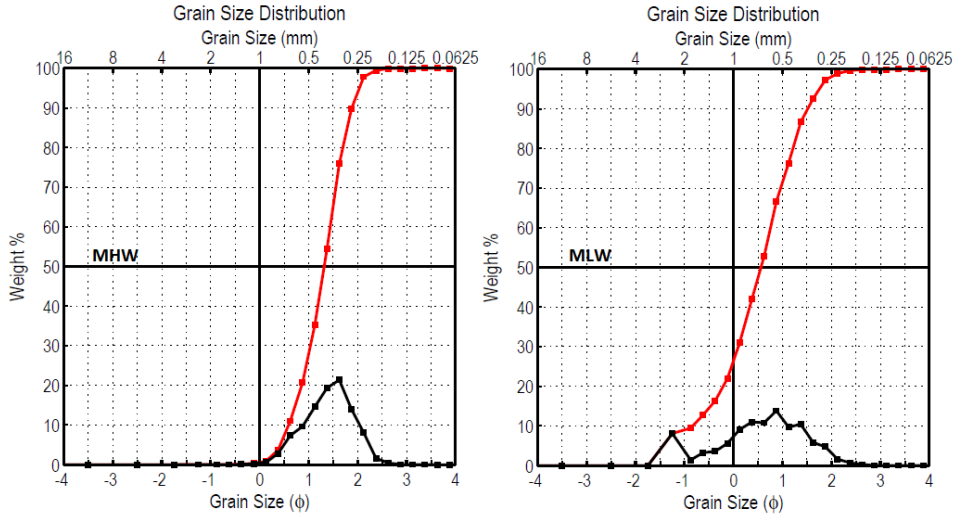 Grain Size Distribution
Grain Size (mm)
16 8 4 2 1 0.5 0.25 0.125 0.0625
100
90
80
70
60
50
40
30
20
10
0
Weight %
MHW
-4 -3 -2 -1 0 1 2 3 4
Grain Size (ϕ)
Grain Size Distribution
Grain Size (mm)
16 8 4 2 1 0.5 0.25 0.125 0.0625
100
90
80
70
60
50
40
30
20
10
0
Weight %
MLW
-4 -3 -2 -1 0 1 2 3 4
Grain Size (ϕ)